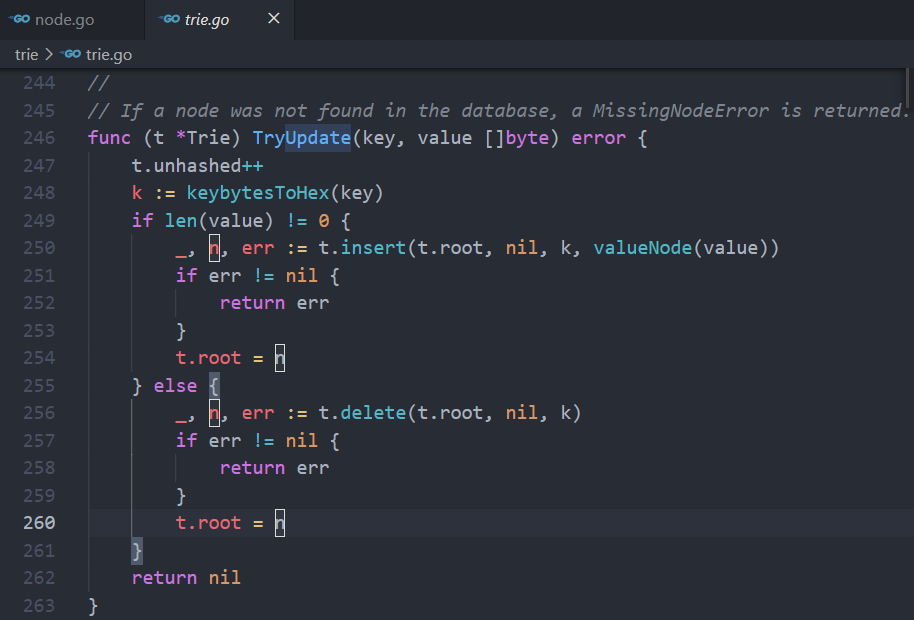 GO node.go GO trie.go ×
trie > GO trie.go
244 //
245 // If a node was not found in the database, a MissingNodeError is returned.
246 func (t *Trie) TryUpdate(key, value []byte) error {
247     t.unhashed++
248     k := keybytesToHex(key)
249     if len(value) != 0 {
250         _, n, err := t.insert(t.root, nil, k, valueNode(value))
251         if err != nil {
252             return err
253         }
254         t.root = n
255     } else {
256         _, n, err := t.delete(t.root, nil, k)
257         if err != nil {
258             return err
259         }
260         t.root = n
261     }
262     return nil
263 }